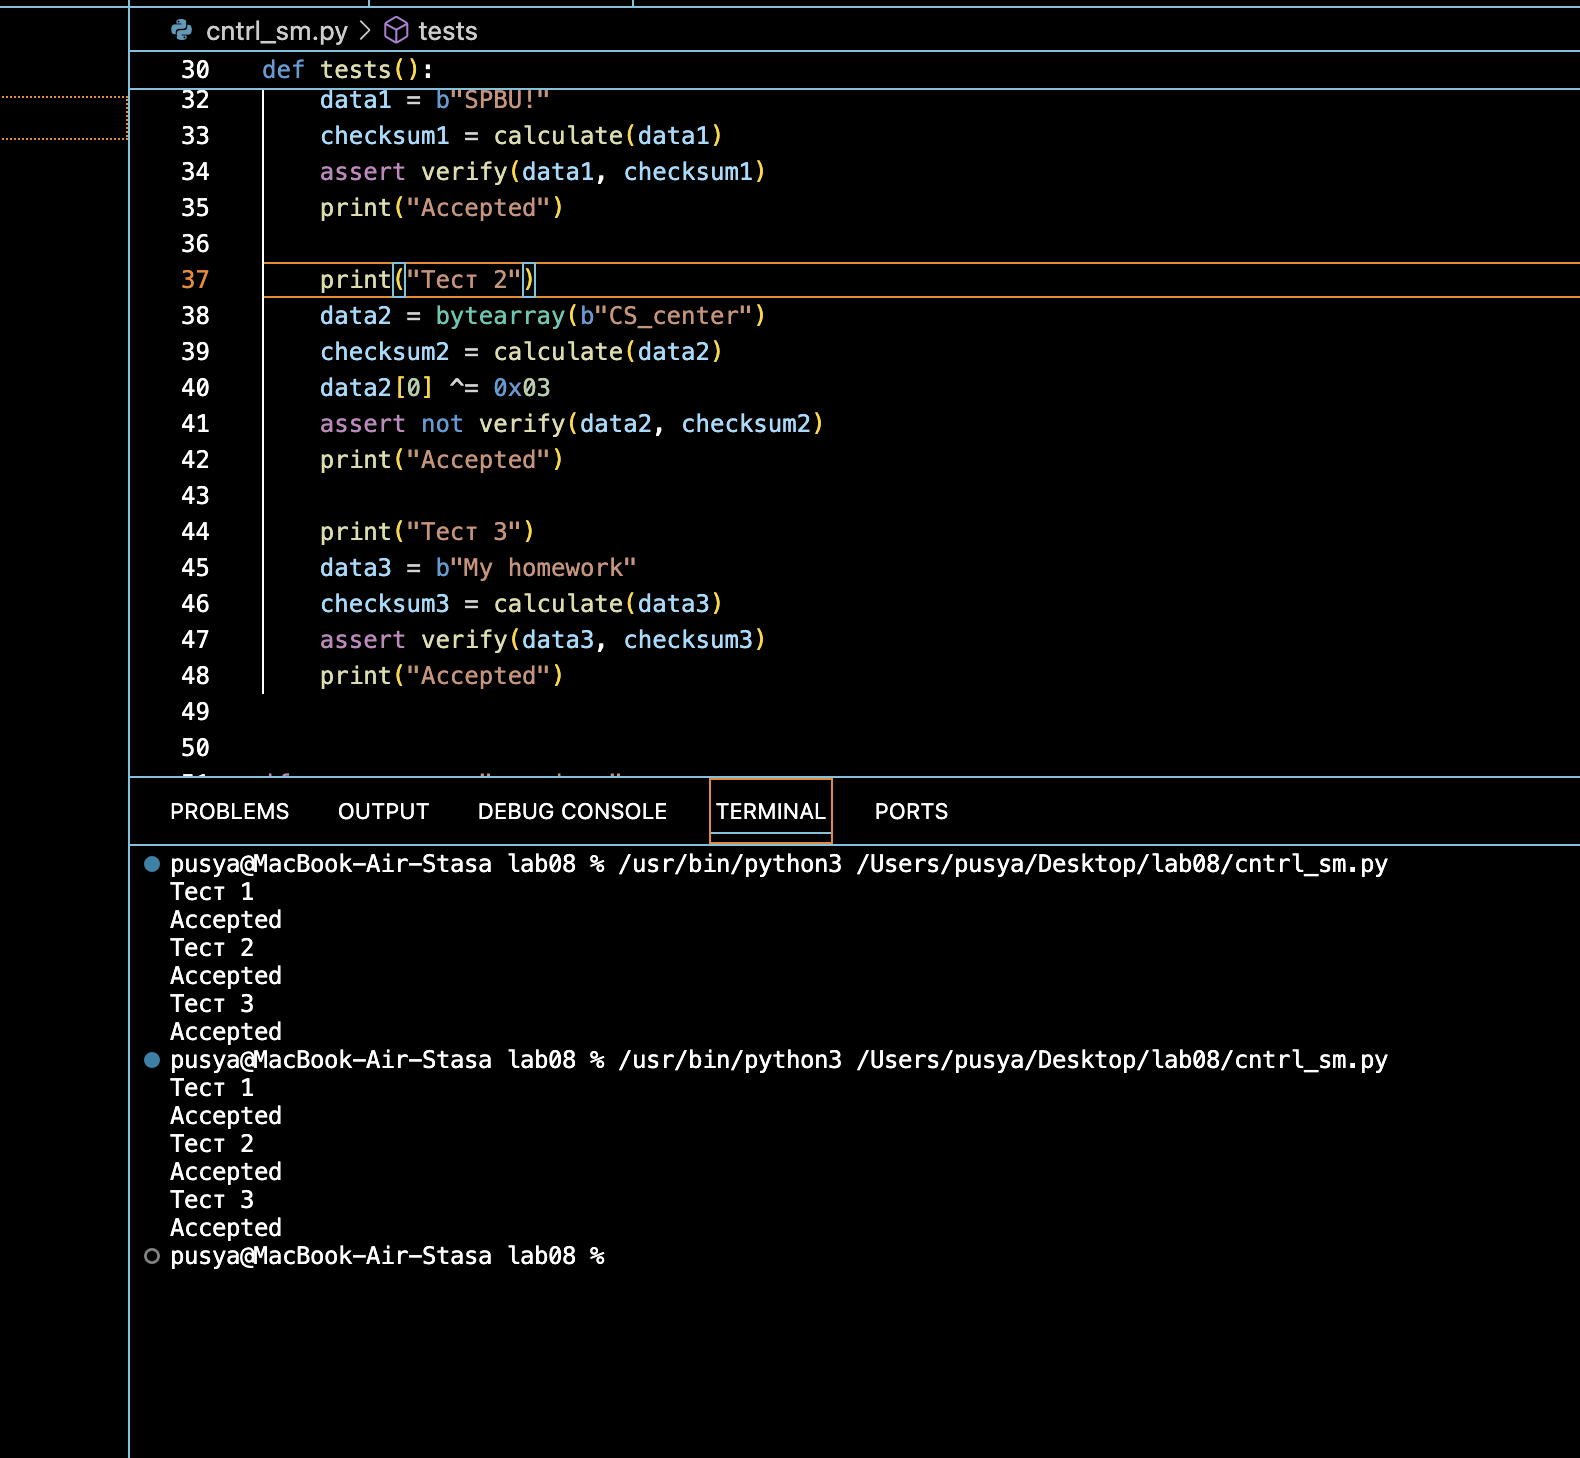 cntrl_sm.py > tests
30 def tests():
32 data1 = b"SPBU!"
33 checksum1 = calculate(data1)
34 assert verify(data1, checksum1)
35 print("Accepted")
36
37 print("Тест 2")
38 data2 = bytearray(b"CS_center")
39 checksum2 = calculate(data2)
40 data2[0] ^= 0x03
41 assert not verify(data2, checksum2)
42 print("Accepted")
43
44 print("Тест 3")
45 data3 = b"My homework"
46 checksum3 = calculate(data3)
47 assert verify(data3, checksum3)
48 print("Accepted")
49
50
PROBLEMS OUTPUT DEBUG CONSOLE TERMINAL PORTS
pusya@MacBook-Air-Stasa lab08 % /usr/bin/python3 /Users/pusya/Desktop/lab08/cntrl_sm.py
Тест 1
Accepted
Тест 2
Accepted
Тест 3
Accepted
pusya@MacBook-Air-Stasa lab08 % /usr/bin/python3 /Users/pusya/Desktop/lab08/cntrl_sm.py
Тест 1
Accepted
Тест 2
Accepted
Тест 3
Accepted
pusya@MacBook-Air-Stasa lab08 %